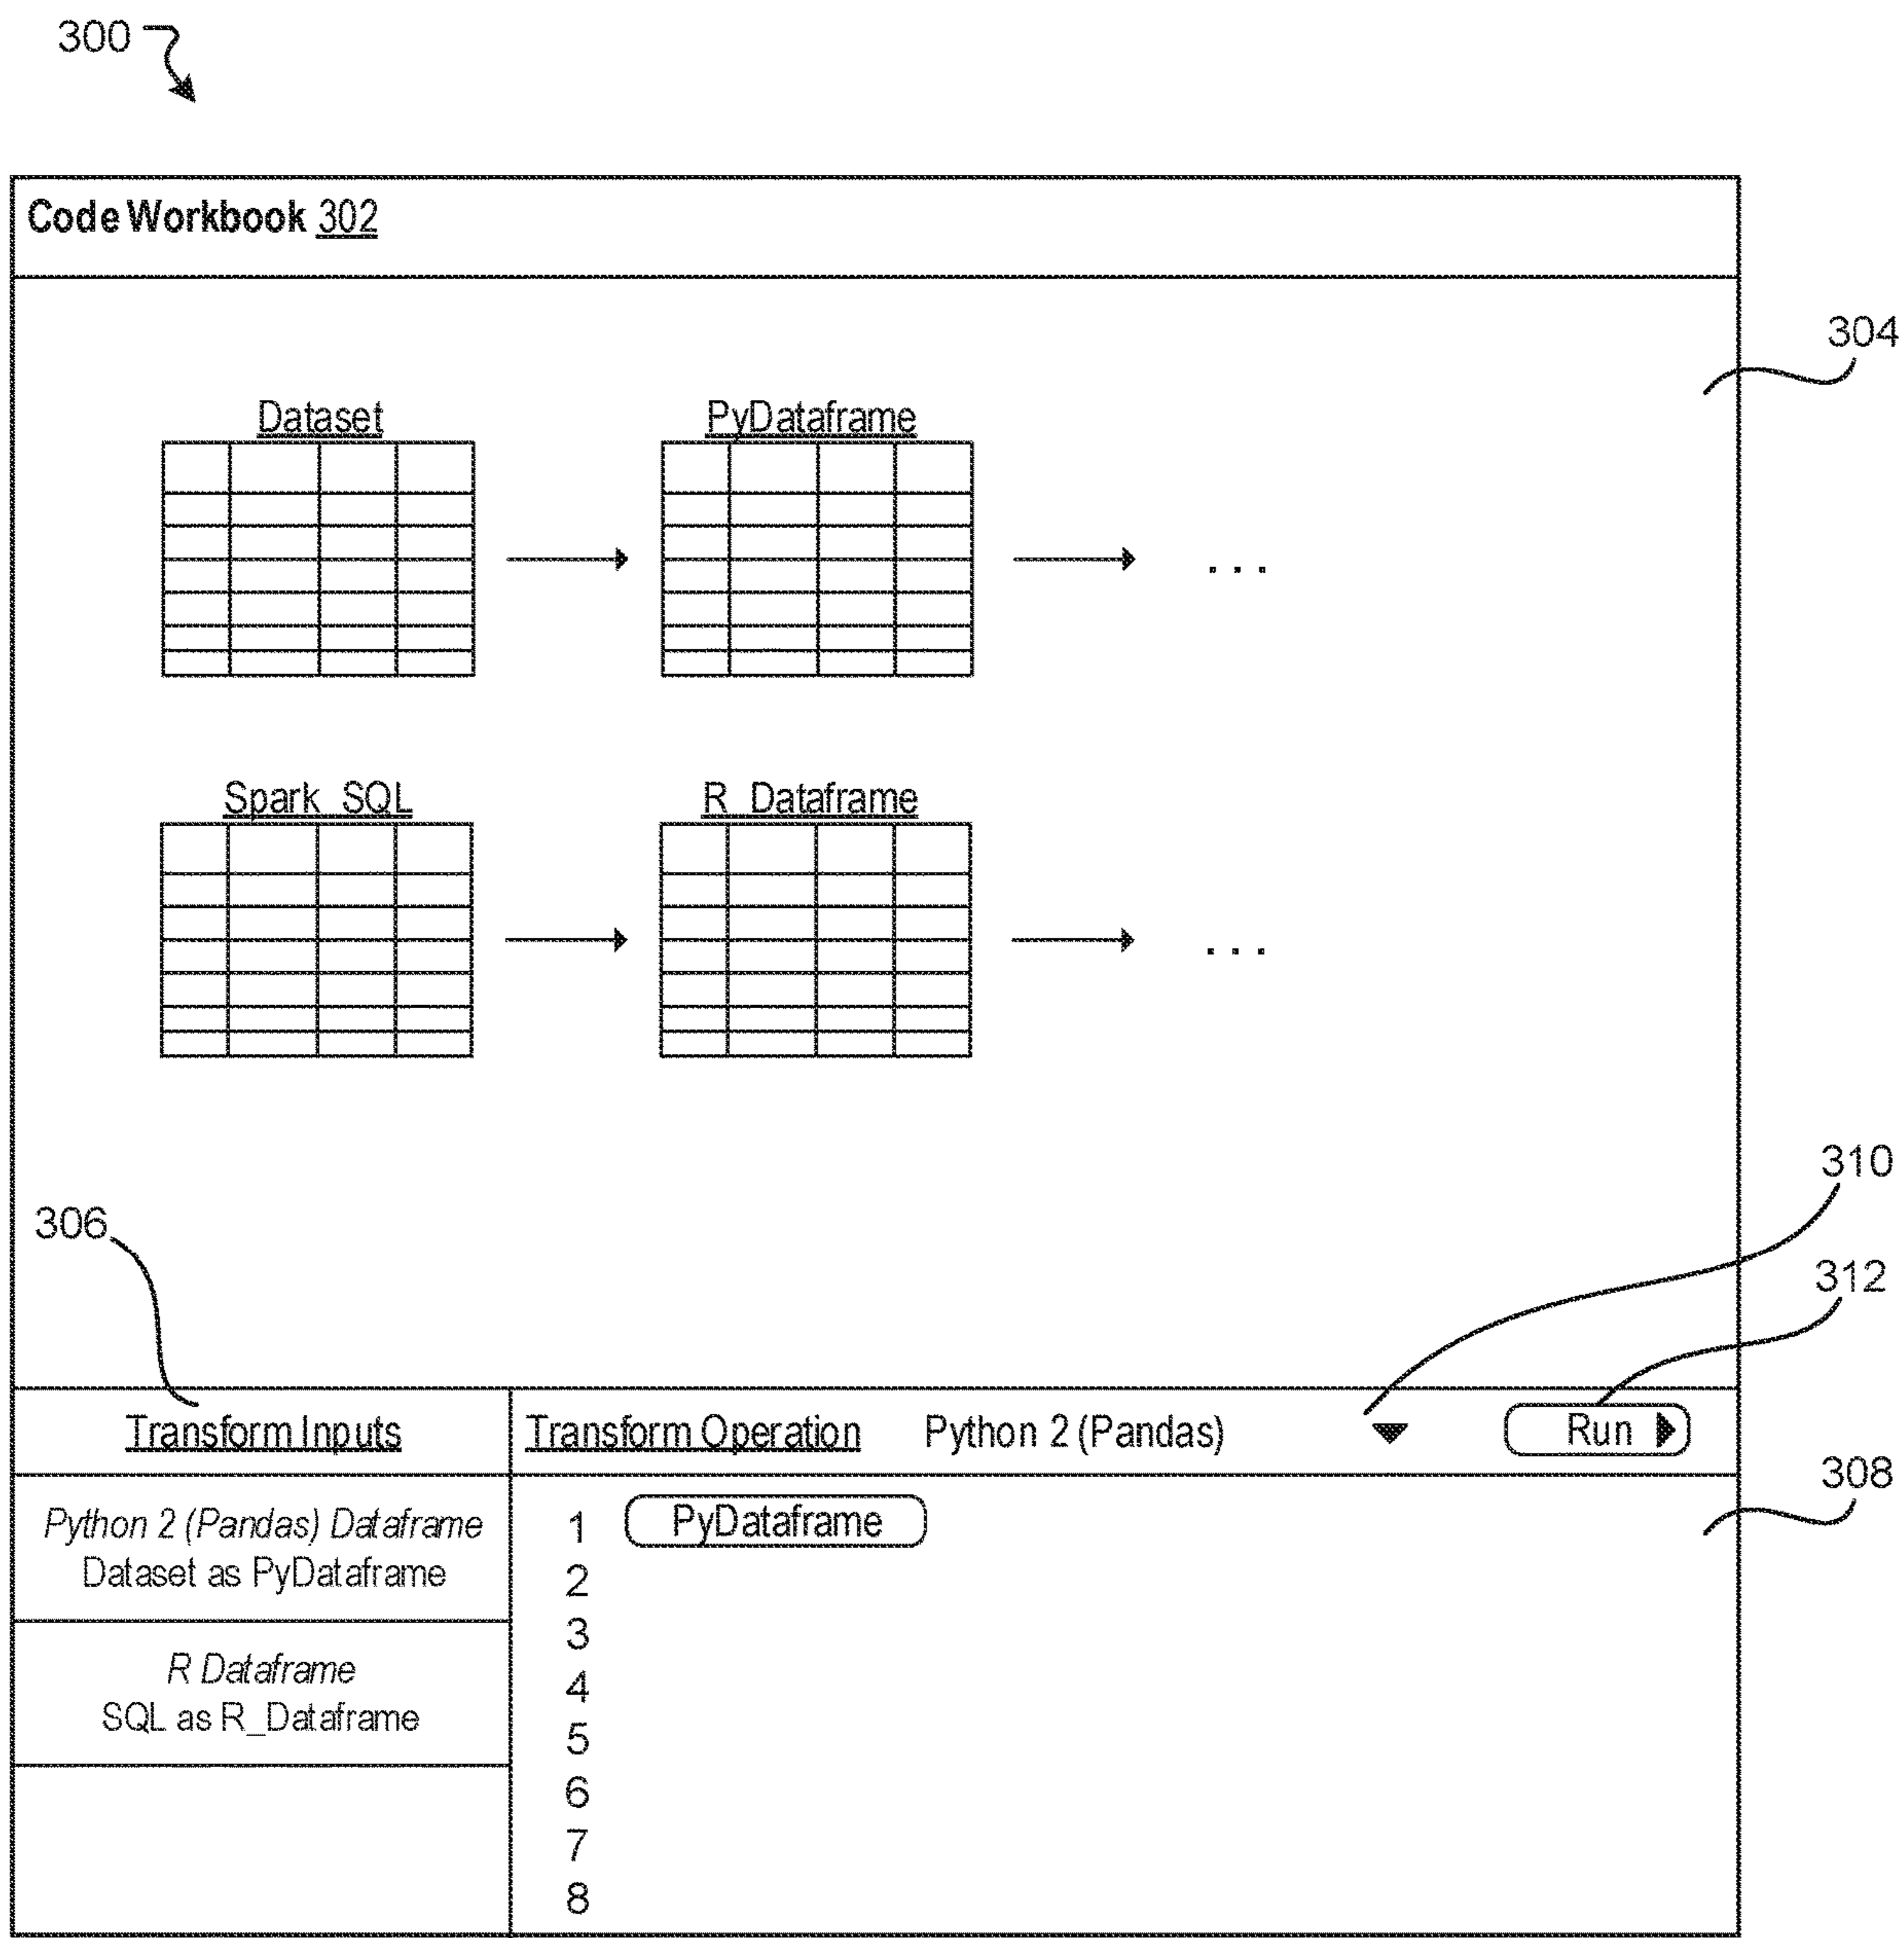 300
Code Workbook 302
304
Dataset PyDataframe
...
Spark_SQL R_Dataframe
...
310
306
312
Transform Inputs Transform Operation Python 2 (Pandas) Run
308
Python 2 (Pandas) Dataframe
Dataset as PyDataframe
R Dataframe
SQL as R_Dataframe
1 PyDataframe
2
3
4
5
6
7
8